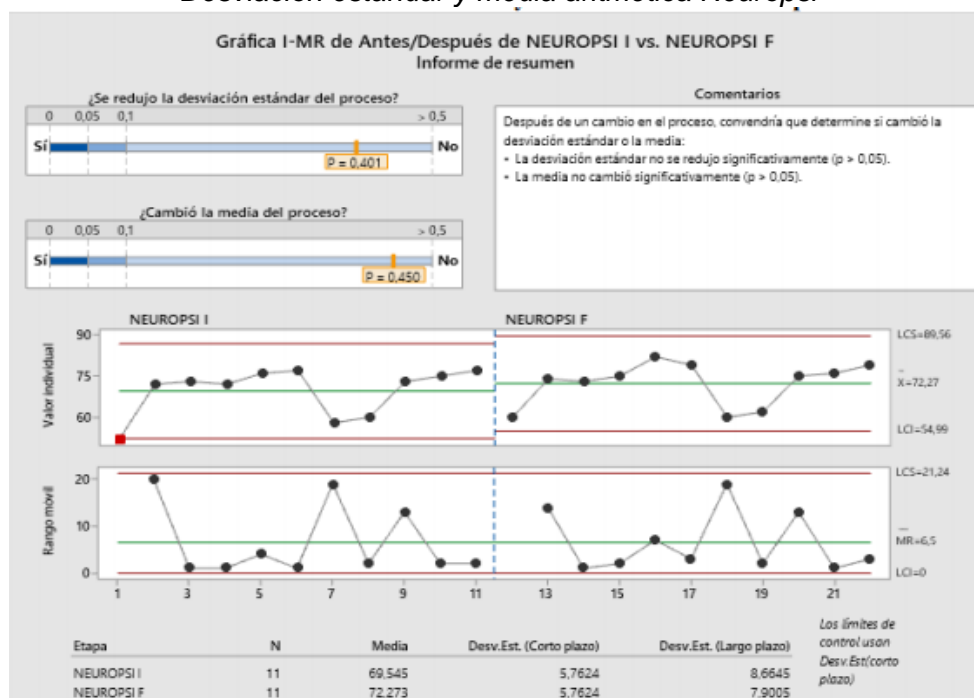 Desviación estándar y media aritmética Neuropsi
Gráfica I-MR de Antes/Después de NEUROPSI I vs. NEUROPSI F
Informe de resumen
¿Se redujo la desviación estándar del proceso?
0 0,05 0,1 > 0,5
Sí No
P = 0,401
¿Cambió la media del proceso?
0 0,05 0,1 > 0,5
Sí No
P = 0,450
Comentarios
Después de un cambio en el proceso, convendría que determine si cambió la
desviación estándar o la media:
• La desviación estándar no se redujo significativamente (p > 0,05).
• La media no cambió significativamente (p > 0,05).
NEUROPSI I NEUROPSI F
Valor individual
90
75
60
LCS=89,56
X=72,27
LCI=54,99
Rango móvil
20
10
0
LCS=21,24
MR=6,5
LCI=0
1 3 5 7 9 11 13 15 17 19 21
Etapa N Media Desv.Est. (Corto plazo) Desv.Est. (Largo plazo)
NEUROPSI I 11 69,545 5,7624 8,6645
NEUROPSI F 11 72,273 5,7624 7,9005
Los límites de
control usan
Desv.Est(corto
plazo)